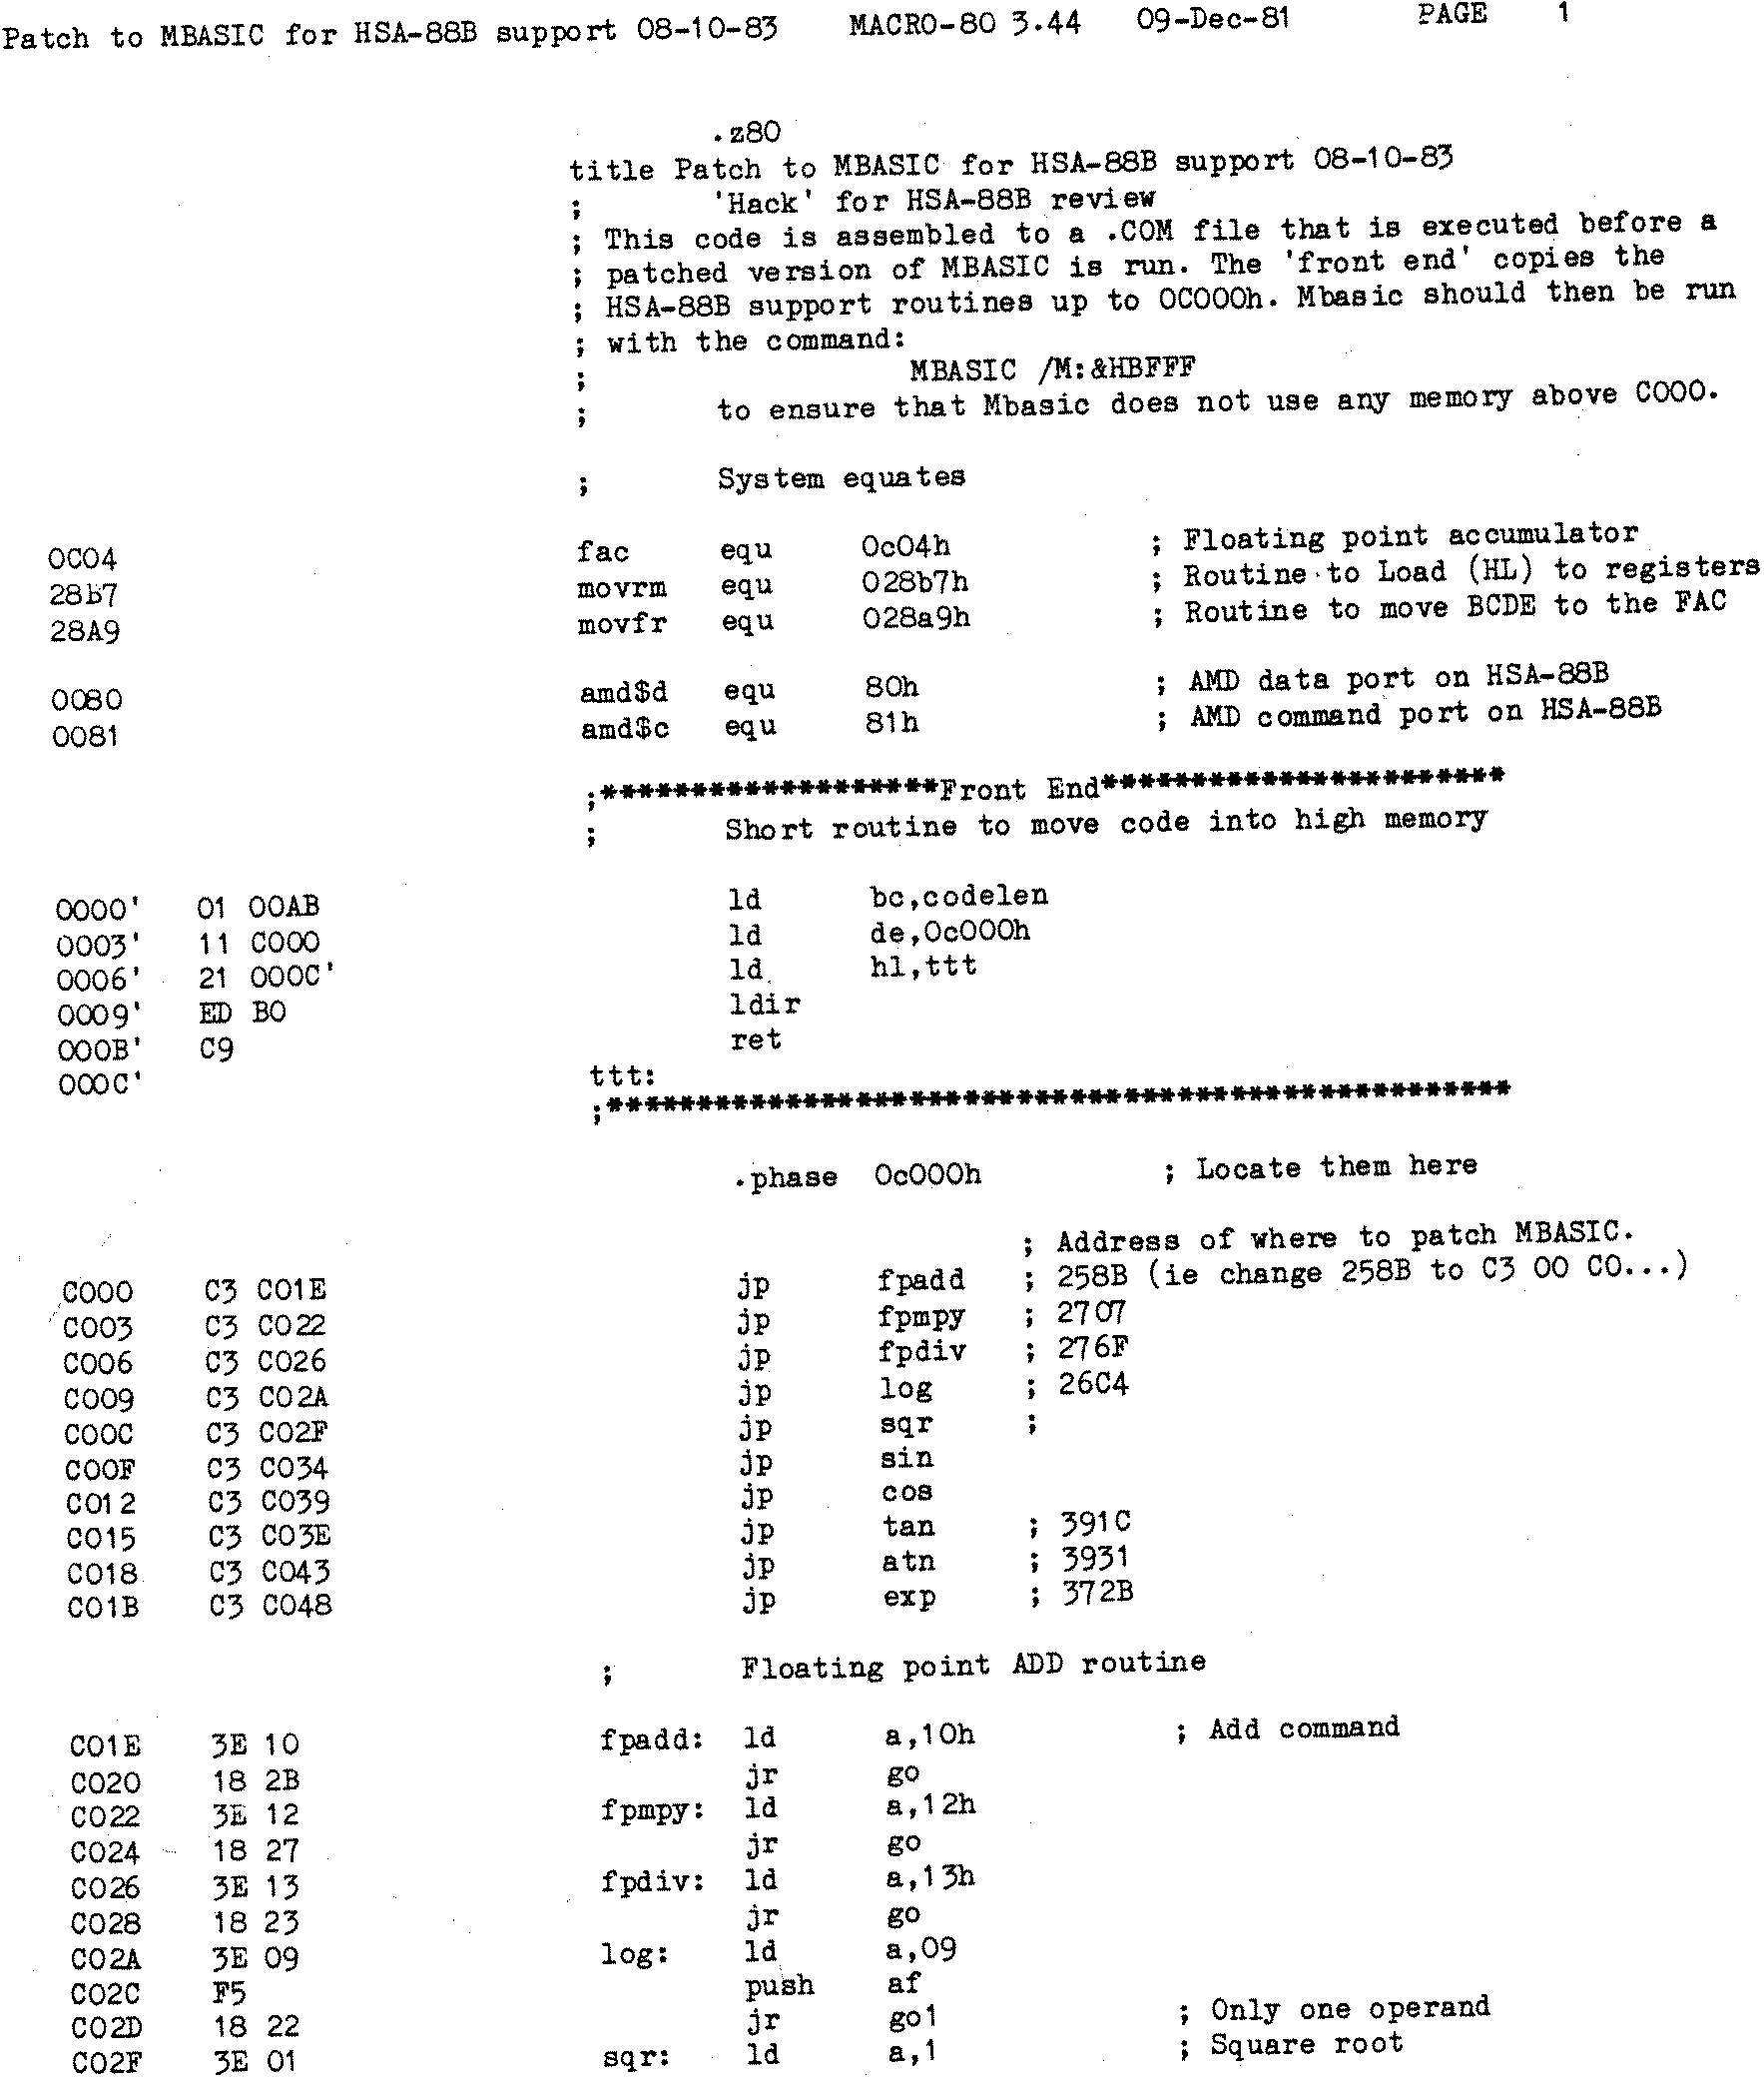 Patch to MBASIC for HSA-88B support 08-10-83    MACRO-80 3.44    09-Dec-81    PAGE    1
.z80
title Patch to MBASIC for HSA-88B support 08-10-83
; 'Hack' for HSA-88B review
; This code is assembled to a .COM file that is executed before a
; patched version of MBASIC is run. The 'front end' copies the
; HSA-88B support routines up to 0C000h. Mbasic should then be run
; with the command:
; MBASIC /M:&HBFFF
; to ensure that Mbasic does not use any memory above C000.
; System equates
0C04 fac equ 0c04h ; Floating point accumulator
28B7 movrm equ 028b7h ; Routine to Load (HL) to registers
28A9 movfr equ 028a9h ; Routine to move BCDE to the FAC
0080 amd$d equ 80h ; AMD data port on HSA-88B
0081 amd$c equ 81h ; AMD command port on HSA-88B
;*******************Front End***********************
; Short routine to move code into high memory
0000' 01 00AB ld bc,codelen
0003' 11 C000 ld de,0c000h
0006' 21 000C' ld hl,ttt
0009' ED B0 ldir
000B' C9 ret
000C' ttt:
;**************************************************
.phase 0c000h ; Locate them here
; Address of where to patch MBASIC.
C000 C3 C01E jp fpadd ; 258B (ie change 258B to C3 00 C0...)
C003 C3 C022 jp fpmpy ; 2707
C006 C3 C026 jp fpdiv ; 276F
C009 C3 C02A jp log ; 26C4
C00C C3 C02F jp sqr ;
C00F C3 C034 jp sin
C012 C3 C039 jp cos
C015 C3 C03E jp tan ; 391C
C018 C3 C043 jp atn ; 3931
C01B C3 C048 jp exp ; 372B
; Floating point ADD routine
C01E 3E 10 fpadd: ld a,10h ; Add command
C020 18 2B jr go
C022 3E 12 fpmpy: ld a,12h
C024 18 27 jr go
C026 3E 13 fpdiv: ld a,13h
C028 18 23 jr go
C02A 3E 09 log: ld a,09
C02C F5 push af
C02D 18 22 jr go1 ; Only one operand
C02F 3E 01 sqr: ld a,1 ; Square root